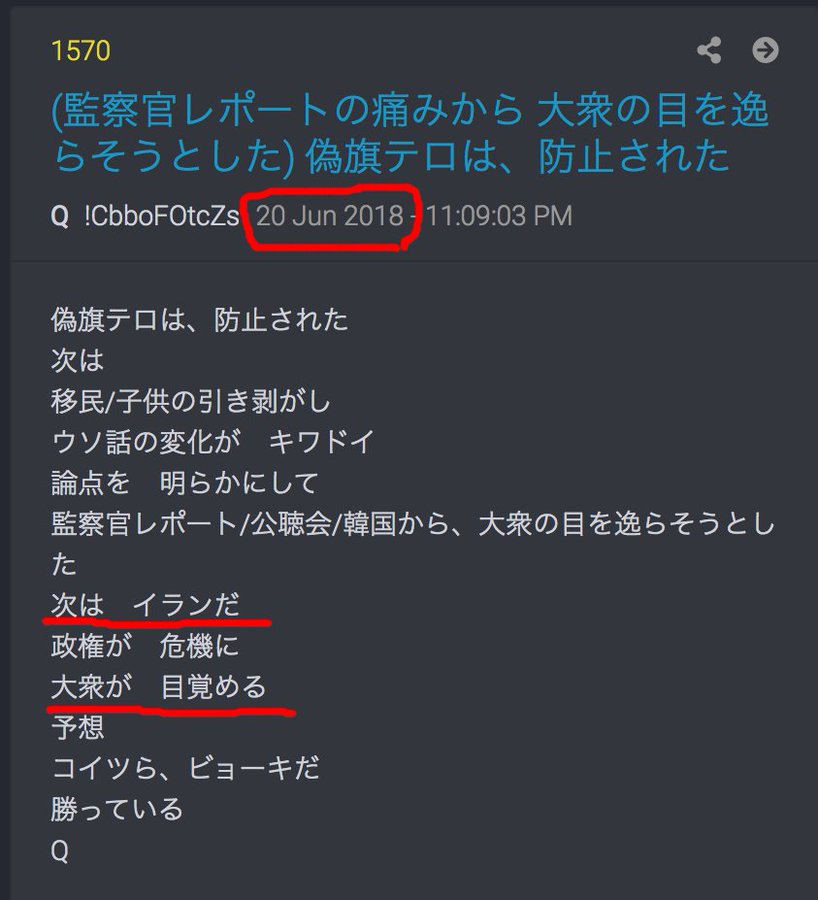 1570
(監察官レポートの痛みから 大衆の目を逸
らそうとした) 偽旗テロは、防止された
Q !CbboFOtcZs 20 Jun 2018 - 11:09:03 PM
偽旗テロは、防止された
次は
移民/子供の引き剥がし
ウソ話の変化が　キワドイ
論点を　明らかにして
監察官レポート/公聴会/韓国から、大衆の目を逸らそうとし
た
次は　イランだ
政権が　危機に
大衆が　目覚める
予想
コイツら、ビョーキだ
勝っている
Q